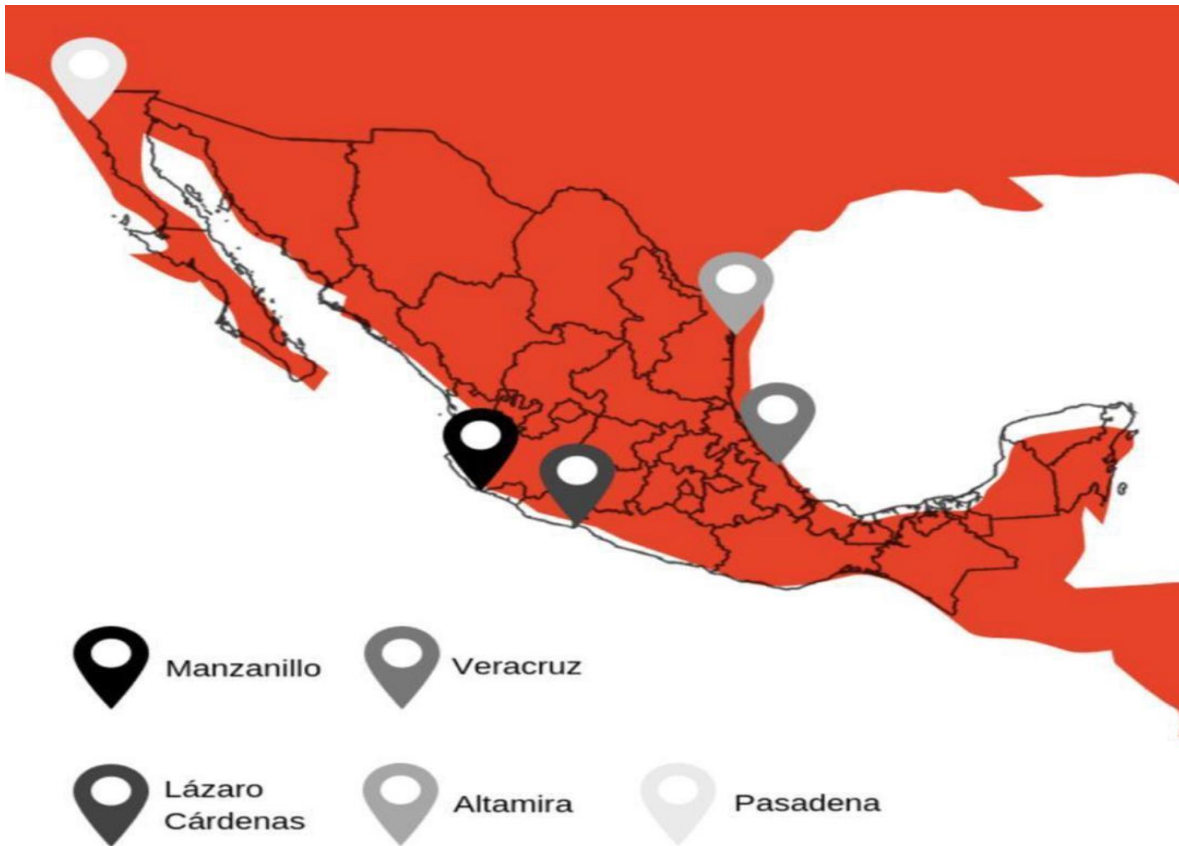 Manzanillo
Veracruz
Lázaro
Cárdenas
Altamira
Pasadena